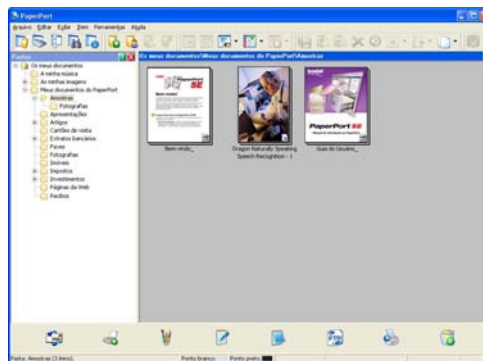 PaperPort
Arquivo Editar Exibir Item Ferramentas Ajuda
Pastas
Os meus documentos\Meus documentos do PaperPort\Amostras
Os meus documentos
A minha música
As minhas imagens
Meus documentos do PaperPort
Amostras
Fotografias
Apresentações
Artigos
Cartões de visita
Extratos bancários
Faxes
Fotografias
Imóveis
Impostos
Investimentos
Páginas da Web
Recibos
PaperPort
SE
Bem-vindo_
Dragon Naturally Speaking
Speech Recognition - I
PaperPort SE
Guia do Usuário_
Pasta: Amostras (3 itens).
Ponto branco:
Ponto preto: